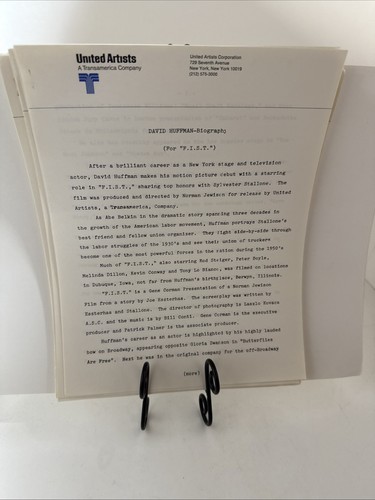 United Artists
A Transamerica Company
United Artists Corporation
729 Seventh Avenue
New York, New York 10019
(212) 575-3000
DAVID HUFFMAN-Biography
(For "F.I.S.T.")
After a brilliant career as a New York stage and television
actor, David Huffman makes his motion picture debut with a starring
role in "F.I.S.T.," sharing top honors with Sylvester Stallone. The
film was produced and directed by Norman Jewison for release by United
Artists, a Transamerica, Company.
As Abe Belkin in the dramatic story spanning three decades in
the growth of the American labor movement, Huffman portrays Stallone's
best friend and fellow union organizer. They fight side-by-side through
the labor struggles of the 1930's and see their union of truckers
become one of the most powerful forces in the nation during the 1950's
Much of "F.I.S.T.," also starring Rod Steiger, Peter Boyle,
Melinda Dillon, Kevin Conway and Tony Lo Bianco, was filmed on locations
in Dubuque, Iowa, not far from Huffman's birthplace, Berwyn, Illinois.
"F.I.S.T." is a Gene Corman Presentation of a Norman Jewison
Film from a story by Joe Eszterhas. The screenplay was written by
Eszterhas and Stallone. The director of photography is Laszlo Kovacs
A.S.C. and the music is by Bill Conti. Gene Corman is the executive
producer and Patrick Palmer is the associate producer.
Huffman's career as an actor is highlighted by his highly lauded
bow on Broadway, appearing opposite Gloria Swanson in "Butterflies
Are Free". Next he was in the original company for the off-Broadway
(more)